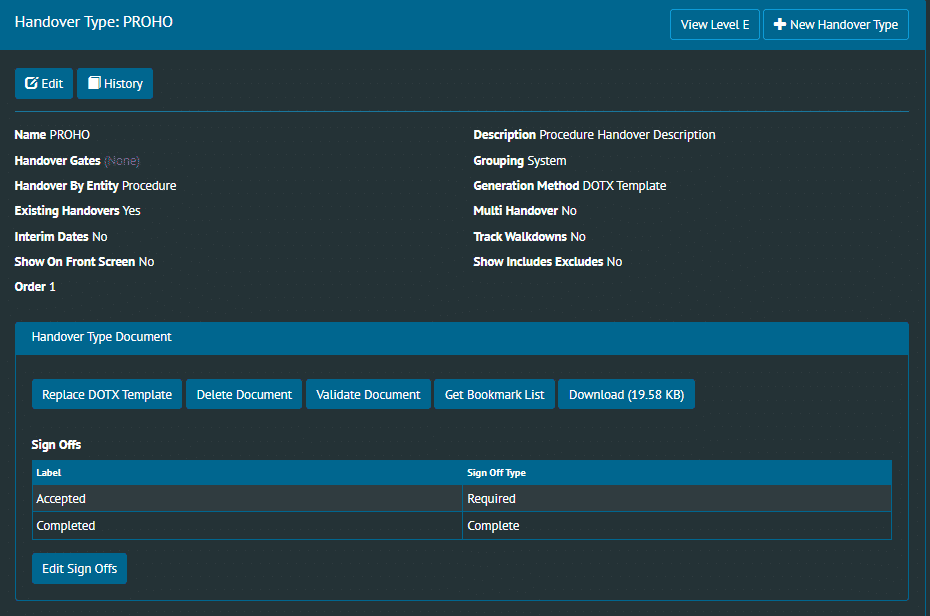 Handover Type: PROHO
View Level E
New Handover Type
Edit
History
Name PROHO
Description Procedure Handover Description
Handover Gates (None)
Grouping System
Handover By Entity Procedure
Generation Method DOTX Template
Existing Handovers Yes
Multi Handover No
Interim Dates No
Track Walkdowns No
Show On Front Screen No
Show Includes Excludes No
Order 1
Handover Type Document
Replace DOTX Template
Delete Document
Validate Document
Get Bookmark List
Download (19.58 KB)
Sign Offs
Label
Sign Off Type
Accepted
Required
Completed
Complete
Edit Sign Offs